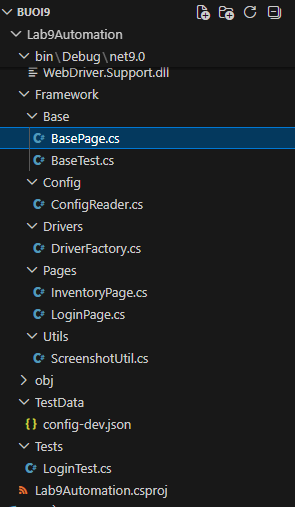 BUOI9
Lab9Automation
bin\Debug\net9.0
WebDriver.Support.dll
Framework
Base
BasePage.cs
BaseTest.cs
Config
ConfigReader.cs
Drivers
DriverFactory.cs
Pages
InventoryPage.cs
LoginPage.cs
Utils
ScreenshotUtil.cs
obj
TestData
config-dev.json
Tests
LoginTest.cs
Lab9Automation.csproj